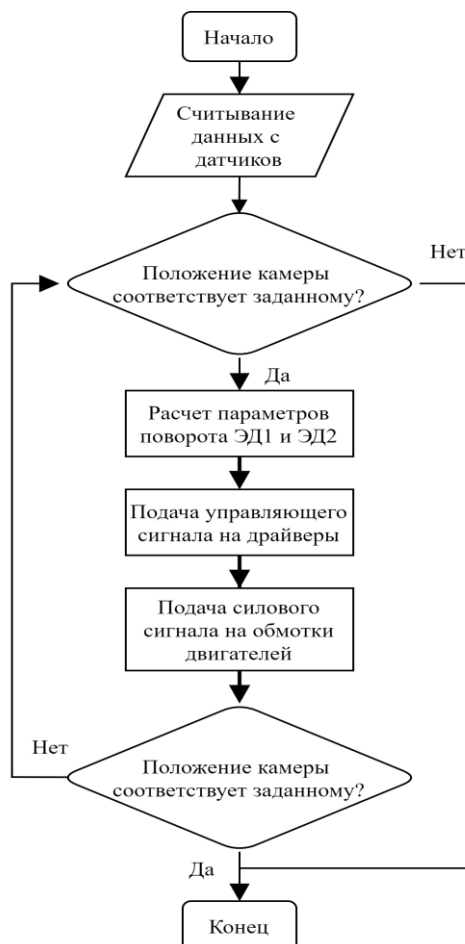 Начало
Считывание
данных с
датчиков
Положение камеры
соответствует заданному?
Нет
Да
Расчет параметров
поворота ЭД1 и ЭД2
Подача управляющего
сигнала на драйверы
Подача силового
сигнала на обмотки
двигателей
Нет
Положение камеры
соответствует заданному?
Да
Конец